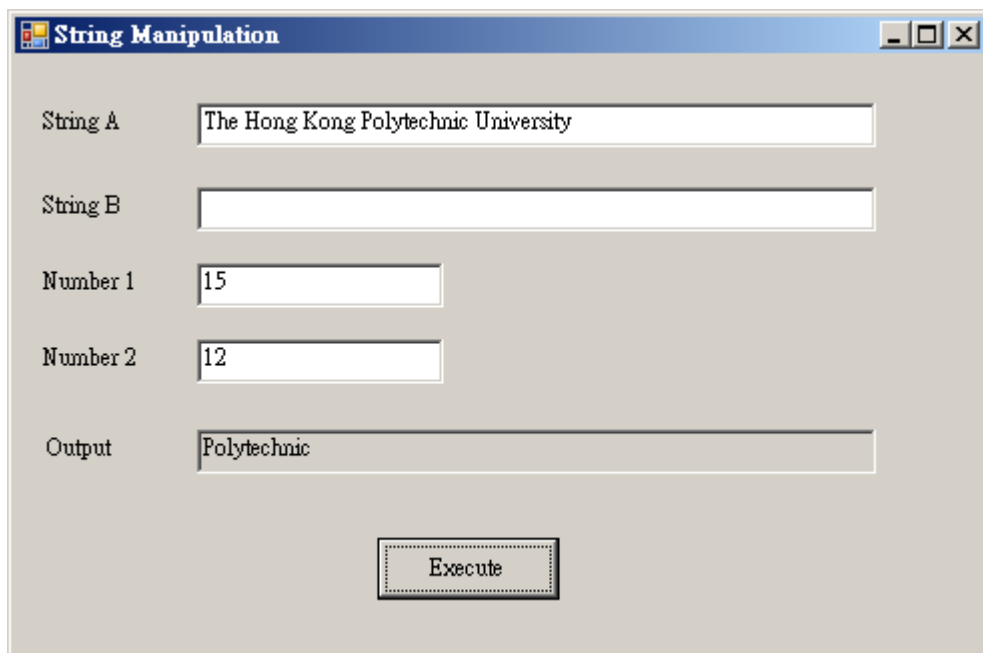 String Manipulation
String A The Hong Kong Polytechnic University
String B
Number 1 15
Number 2 12
Output Polytechnic
Execute